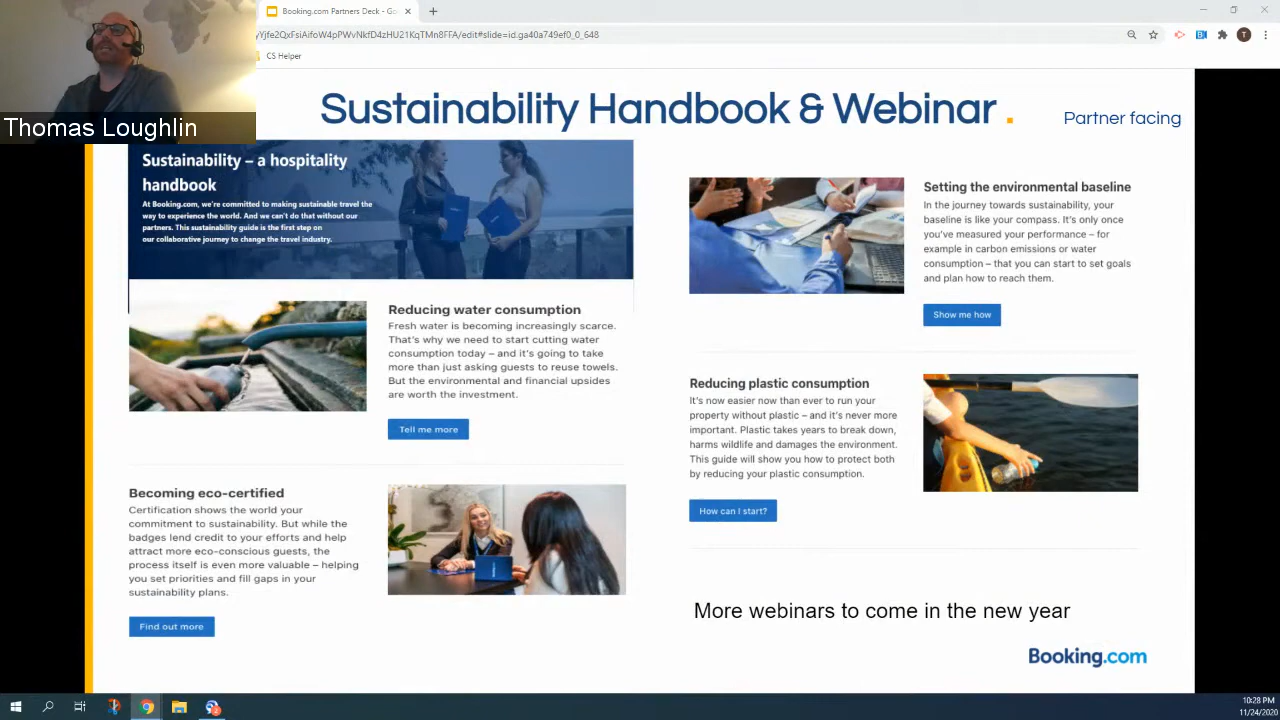 Booking.com Partners Deck - Go
yYjfe2QxFsiAifoW4pPWvNkfD4zHU21KqTMn8FFA/edit#slide=id.ga40a749ef0_0_648
T
CS Helper
Thomas Loughlin
Sustainability Handbook & Webinar .
Partner facing
Sustainability – a hospitality
handbook
At Booking.com, we're committed to making sustainable travel the
way to experience the world. And we can't do that without our
partners. This sustainability guide is the first step on
our collaborative journey to change the travel industry.
Reducing water consumption
Fresh water is becoming increasingly scarce.
That's why we need to start cutting water
consumption today – and it's going to take
more than just asking guests to reuse towels.
But the environmental and financial upsides
are worth the investment.
Tell me more
Becoming eco-certified
Certification shows the world your
commitment to sustainability. But while the
badges lend credit to your efforts and help
attract more eco-conscious guests, the
process itself is even more valuable – helping
you set priorities and fill gaps in your
sustainability plans.
Find out more
Setting the environmental baseline
In the journey towards sustainability, your
baseline is like your compass. It's only once
you've measured your performance – for
example in carbon emissions or water
consumption – that you can start to set goals
and plan how to reach them.
Show me how
Reducing plastic consumption
It's now easier now than ever to run your
property without plastic – and it's never more
important. Plastic takes years to break down,
harms wildlife and damages the environment.
This guide will show you how to protect both
by reducing your plastic consumption.
How can I start?
More webinars to come in the new year
Booking.com
10:28 PM
11/24/2020